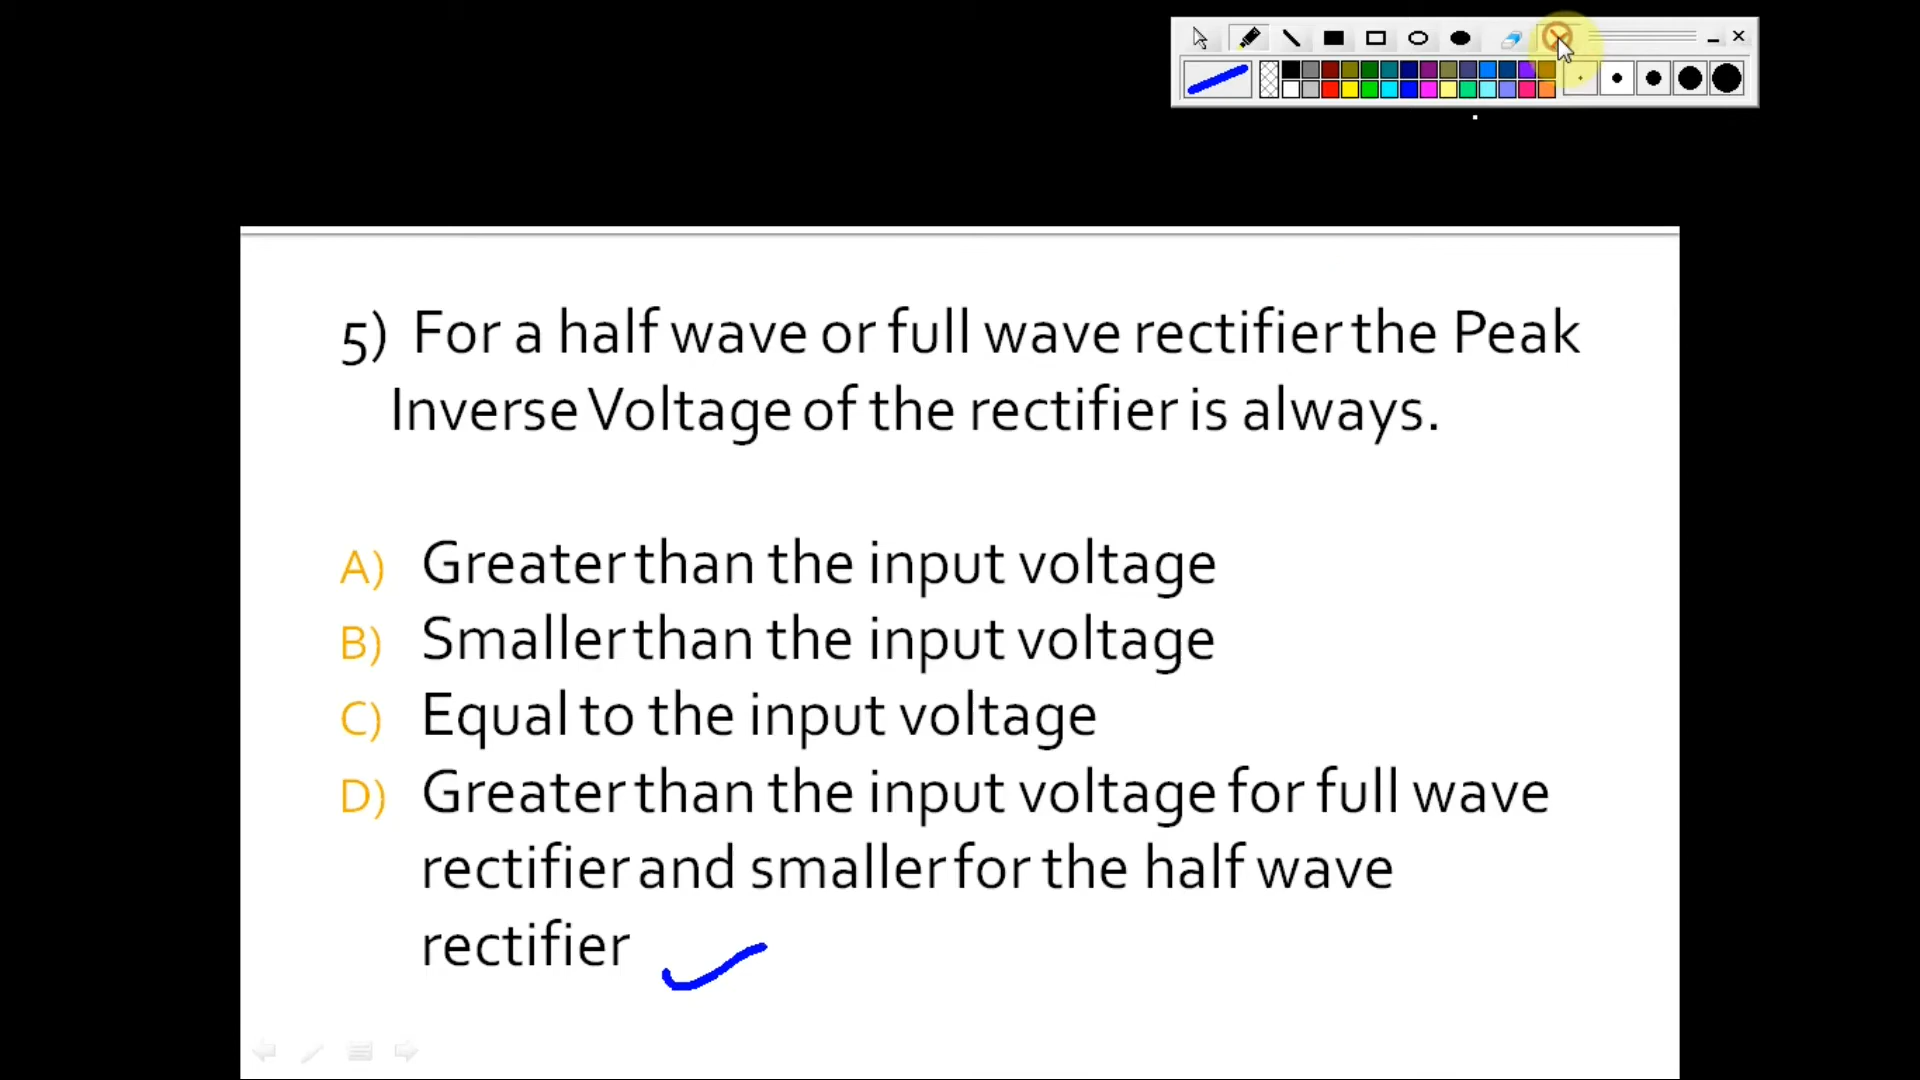 5) For a half wave or full wave rectifier the Peak
Inverse Voltage of the rectifier is always.
A) Greater than the input voltage
B) Smaller than the input voltage
C) Equal to the input voltage
D) Greater than the input voltage for full wave
rectifier and smaller for the half wave
rectifier